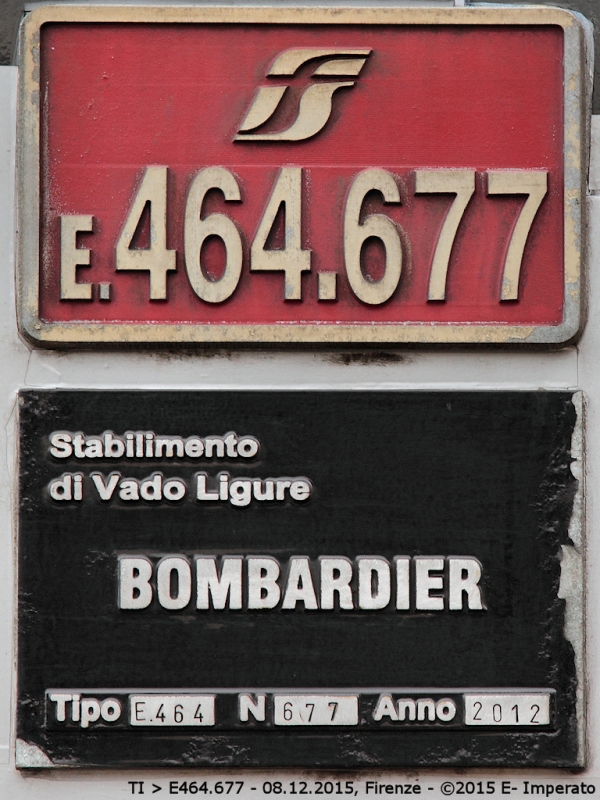 E.464.677
Stabilimento
di Vado Ligure
BOMBARDIER
Tipo E.464 N 677 Anno 2012
TI > E464.677 - 08.12.2015, Firenze - ©2015 E- Imperato